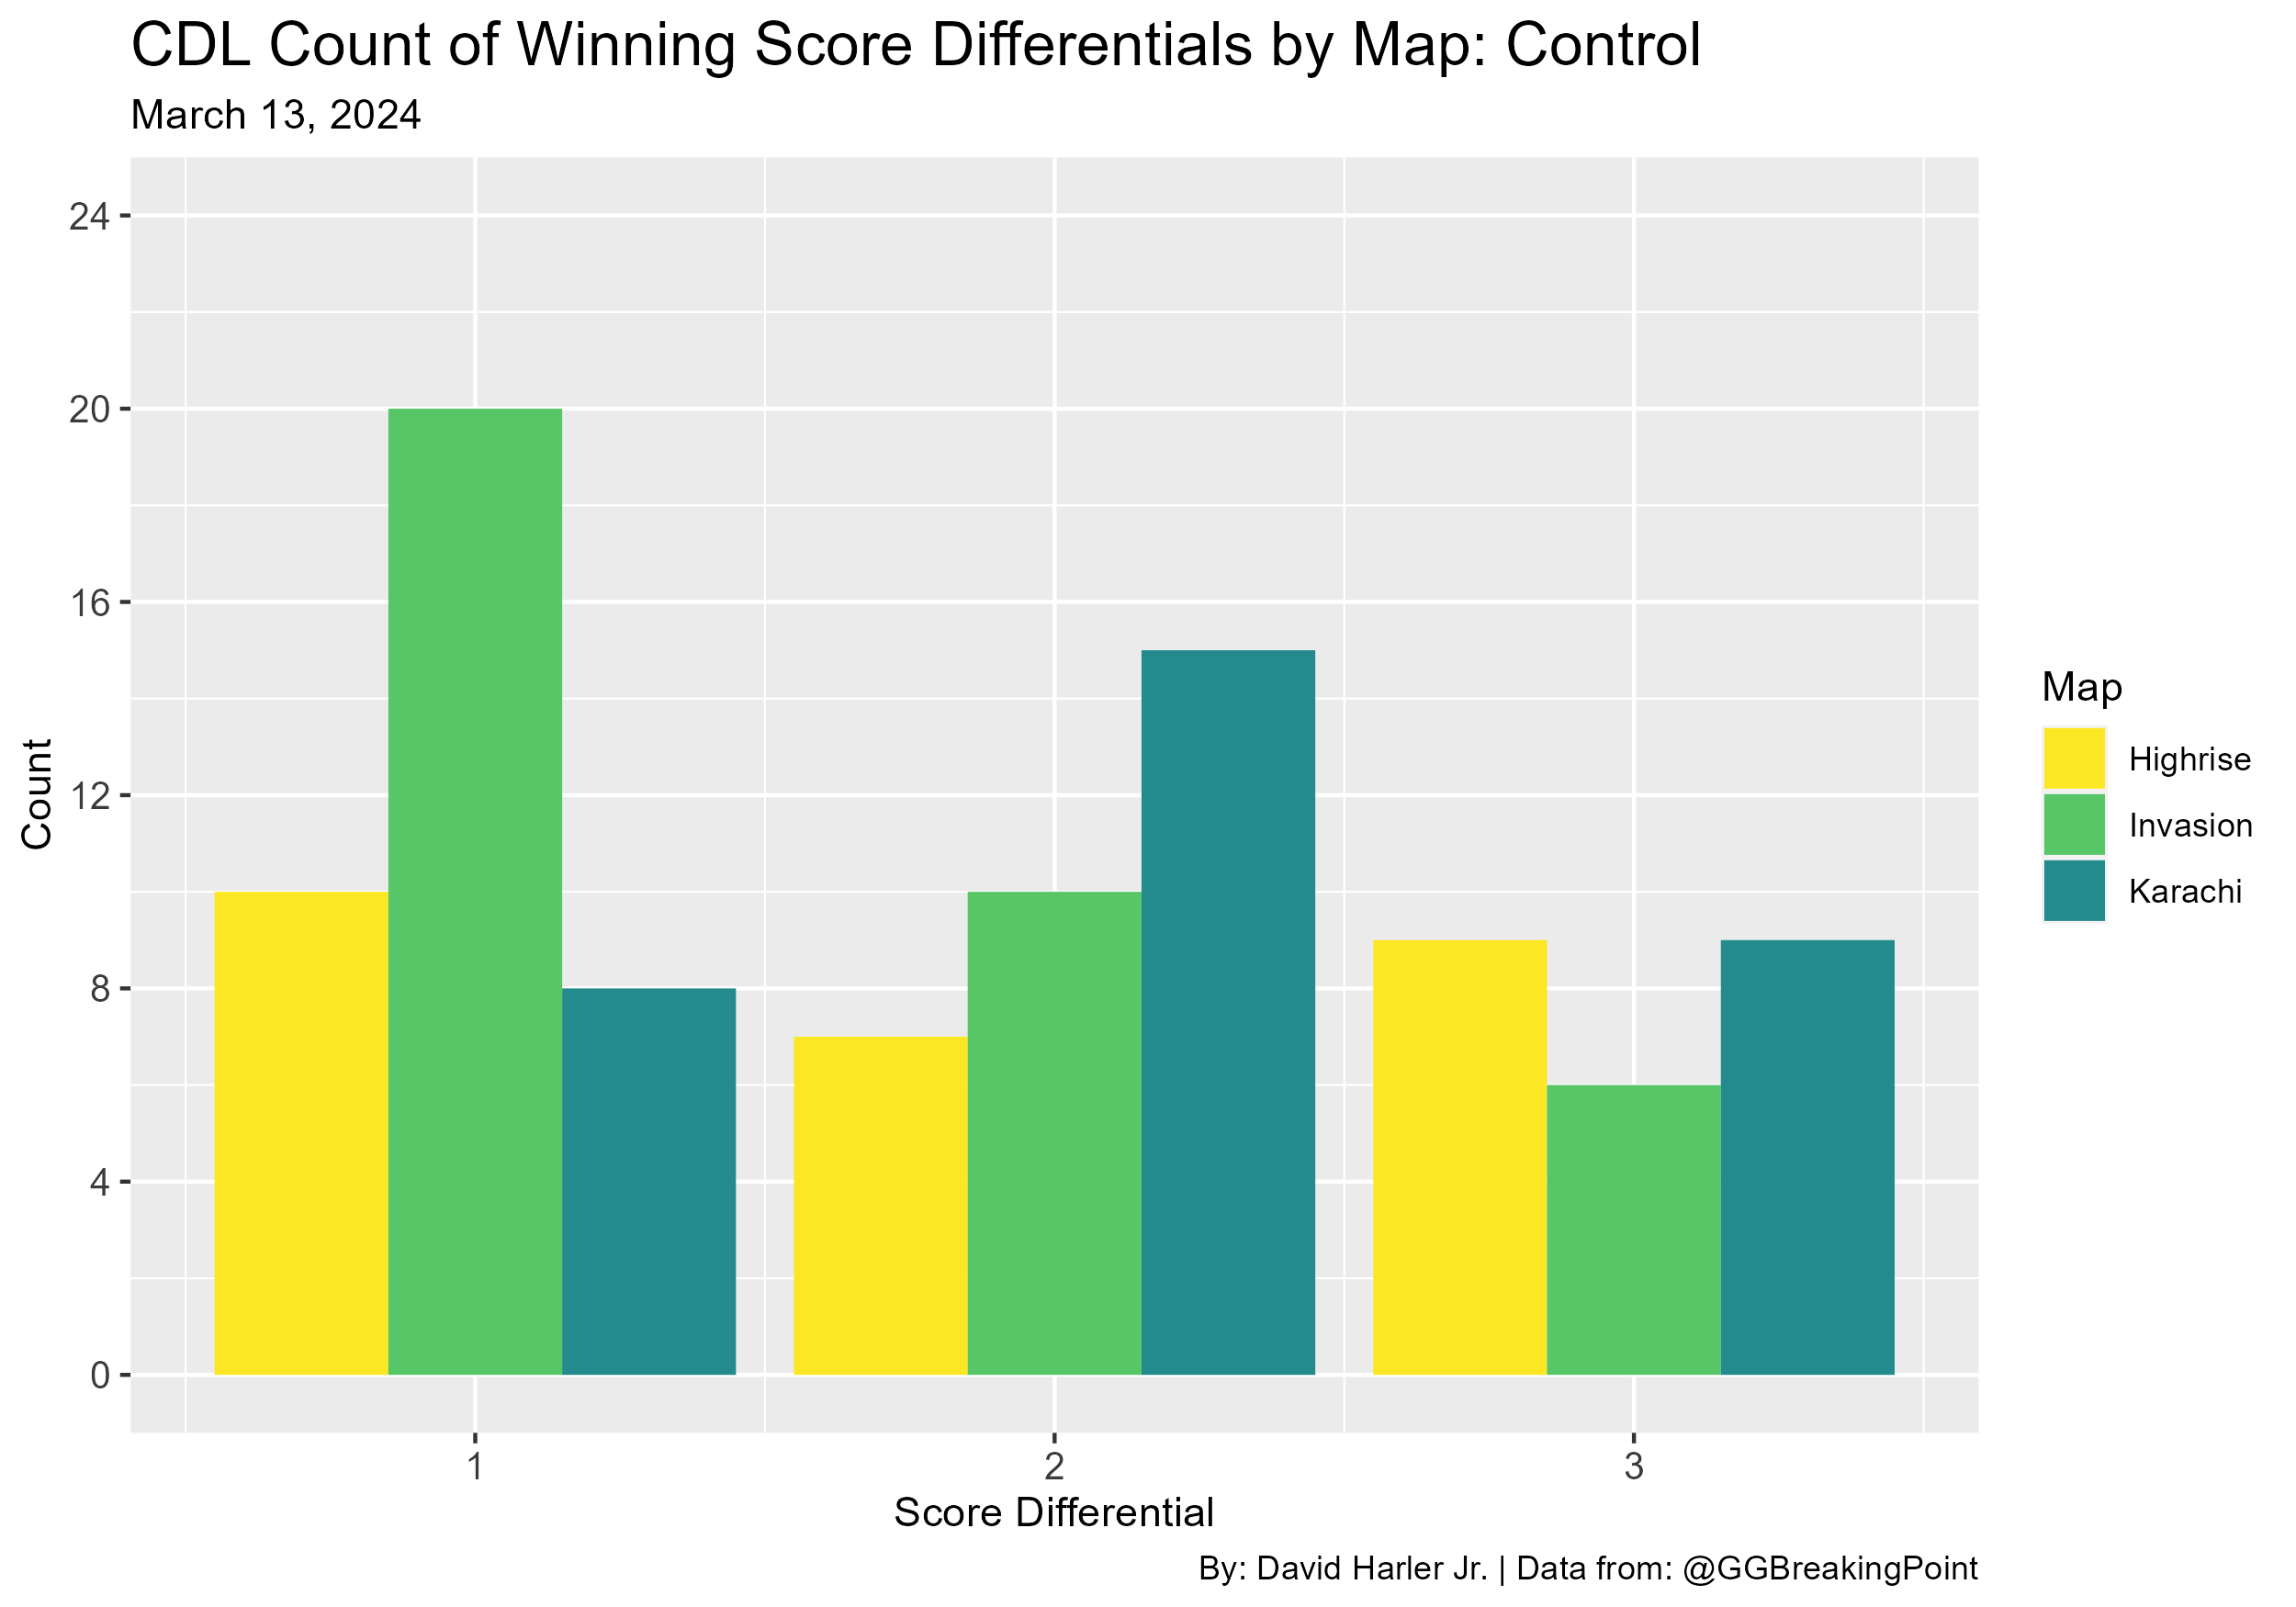 CDL Count of Winning Score Differentials by Map: Control
March 13, 2024
24
20
16
12
8
4
0
Count
1 2 3
Score Differential
Map
Highrise
Invasion
Karachi
By: David Harler Jr. | Data from: @GGBreakingPoint